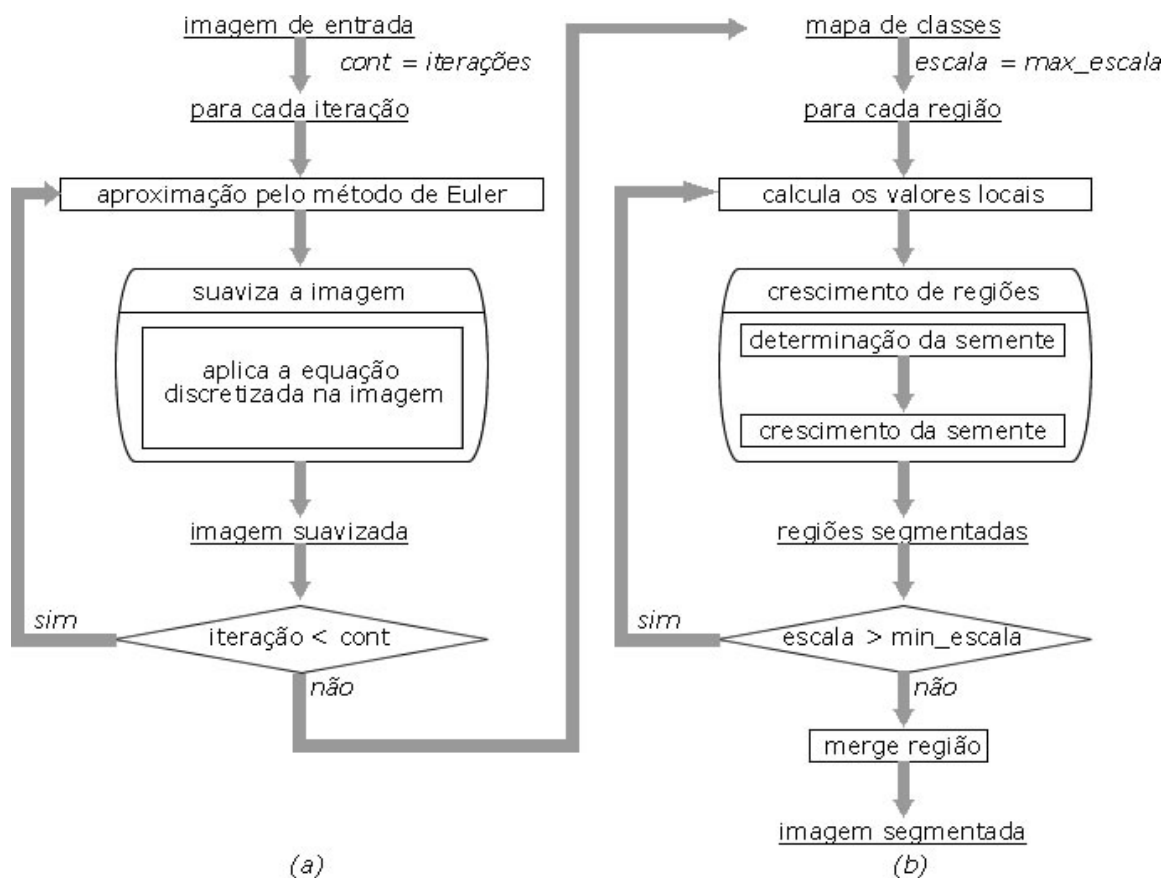 imagem de entrada
cont = iterações
para cada iteração
aproximação pelo método de Euler
suaviza a imagem
aplica a equação
discretizada na imagem
imagem suavizada
sim
iteração < cont
não
(a)
mapa de classes
escala = max_escala
para cada região
calcula os valores locais
crescimento de regiões
determinação da semente
crescimento da semente
regiões segmentadas
sim
escala > min_escala
não
merge região
imagem segmentada
(b)